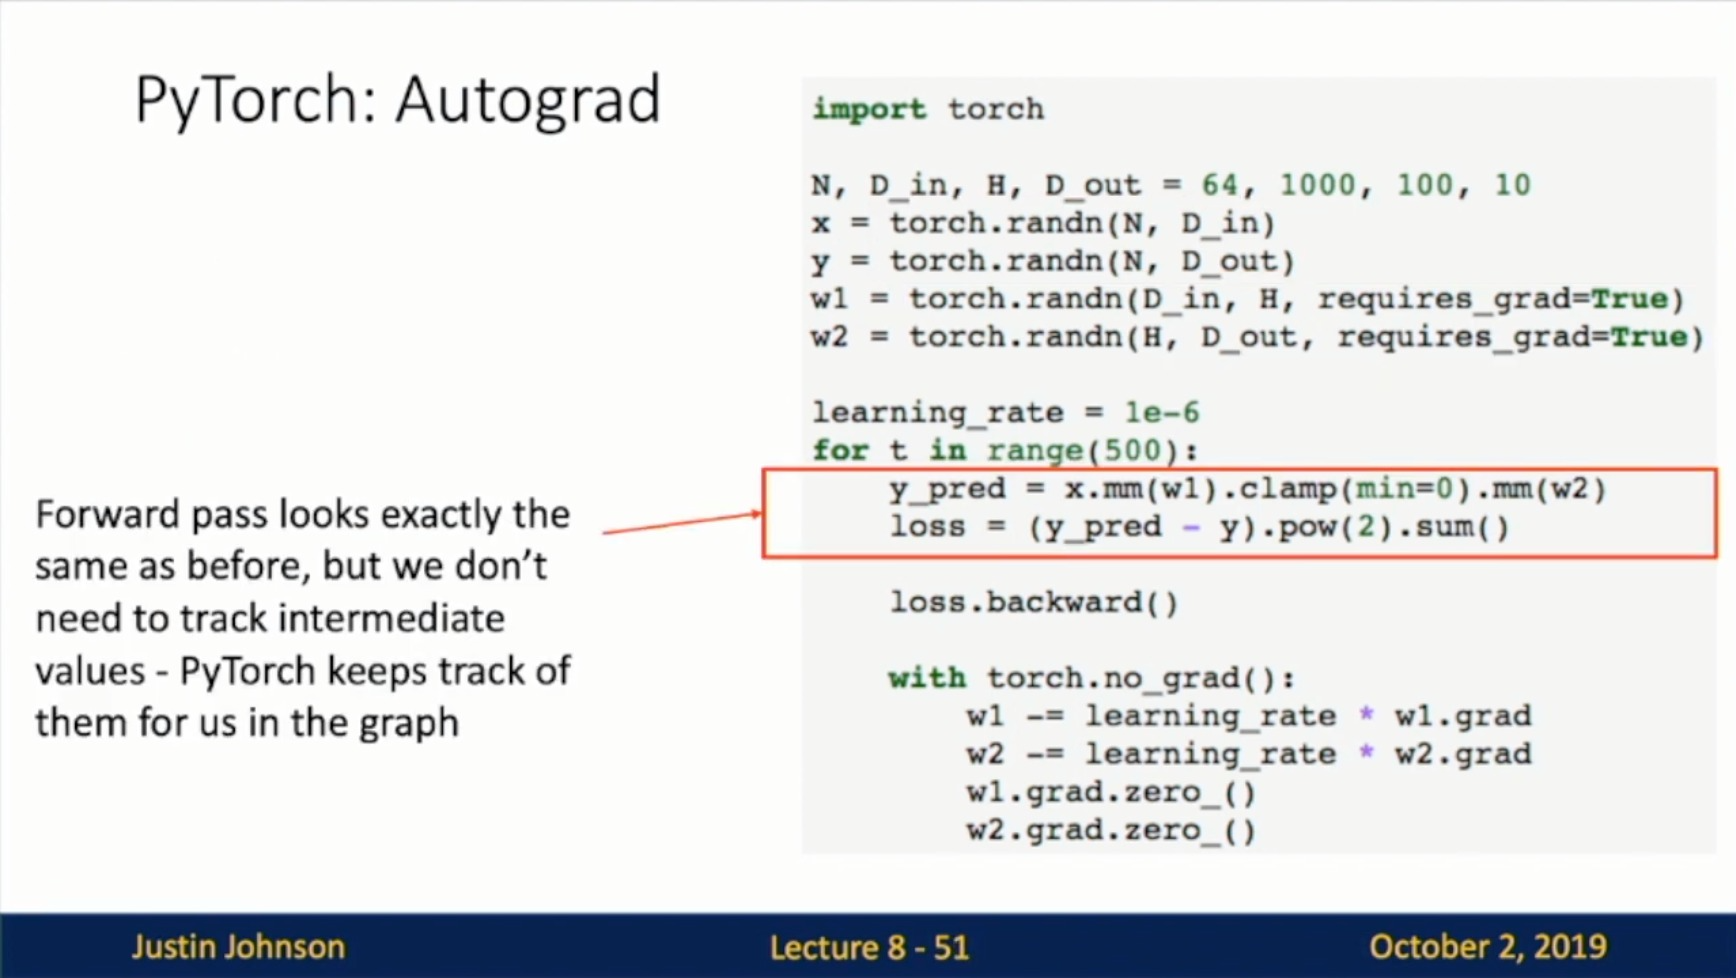 PyTorch: Autograd
import torch
N, D_in, H, D_out = 64, 1000, 100, 10
x = torch.randn(N, D_in)
y = torch.randn(N, D_out)
w1 = torch.randn(D_in, H, requires_grad=True)
w2 = torch.randn(H, D_out, requires_grad=True)
learning_rate = 1e-6
for t in range(500):
    y_pred = x.mm(w1).clamp(min=0).mm(w2)
    loss = (y_pred - y).pow(2).sum()
    loss.backward()
    with torch.no_grad():
        w1 -= learning_rate * w1.grad
        w2 -= learning_rate * w2.grad
        w1.grad.zero_()
        w2.grad.zero_()
Forward pass looks exactly the
same as before, but we don’t
need to track intermediate
values - PyTorch keeps track of
them for us in the graph
Justin Johnson
Lecture 8 - 51
October 2, 2019